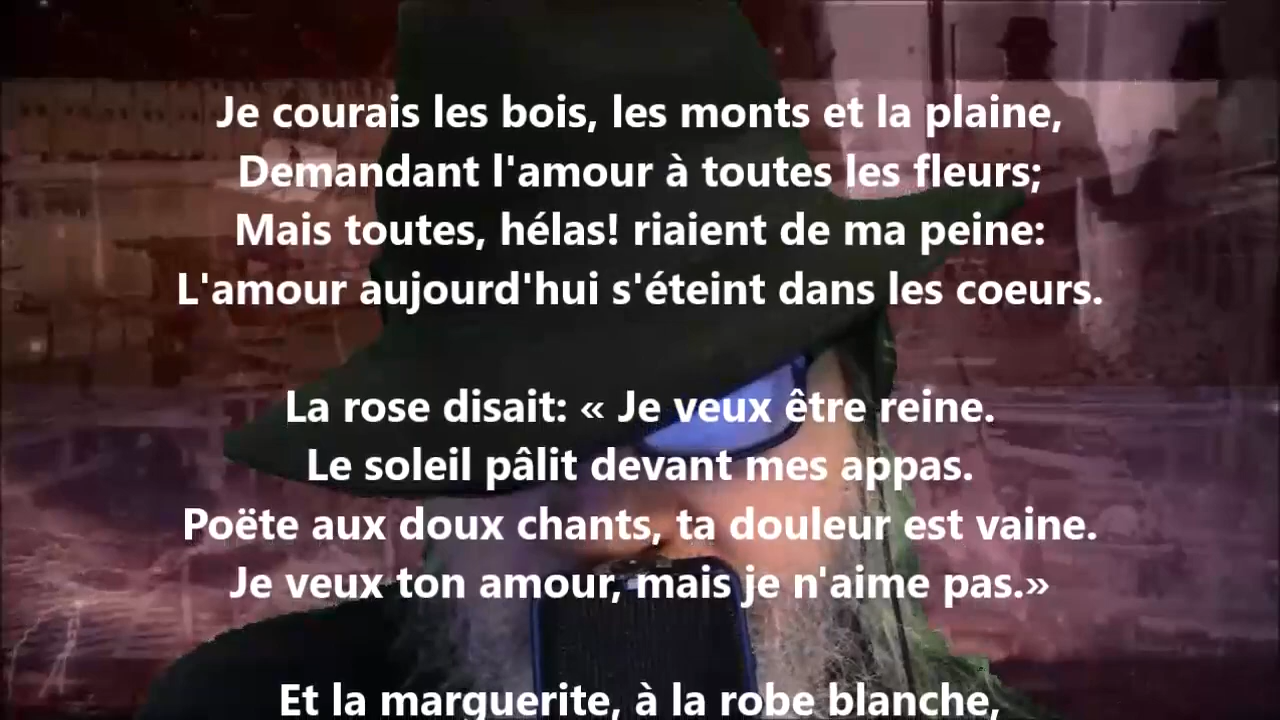 Je courais les bois, les monts et la plaine,
Demandant l'amour à toutes les fleurs;
Mais toutes, hélas! riaient de ma peine:
L'amour aujourd'hui s'éteint dans les coeurs.
La rose disait: « Je veux être reine.
Le soleil pâlit devant mes appas.
Poëte aux doux chants, ta douleur est vaine.
Je veux ton amour, mais je n'aime pas.»
Et la marguerite, à la robe blanche,